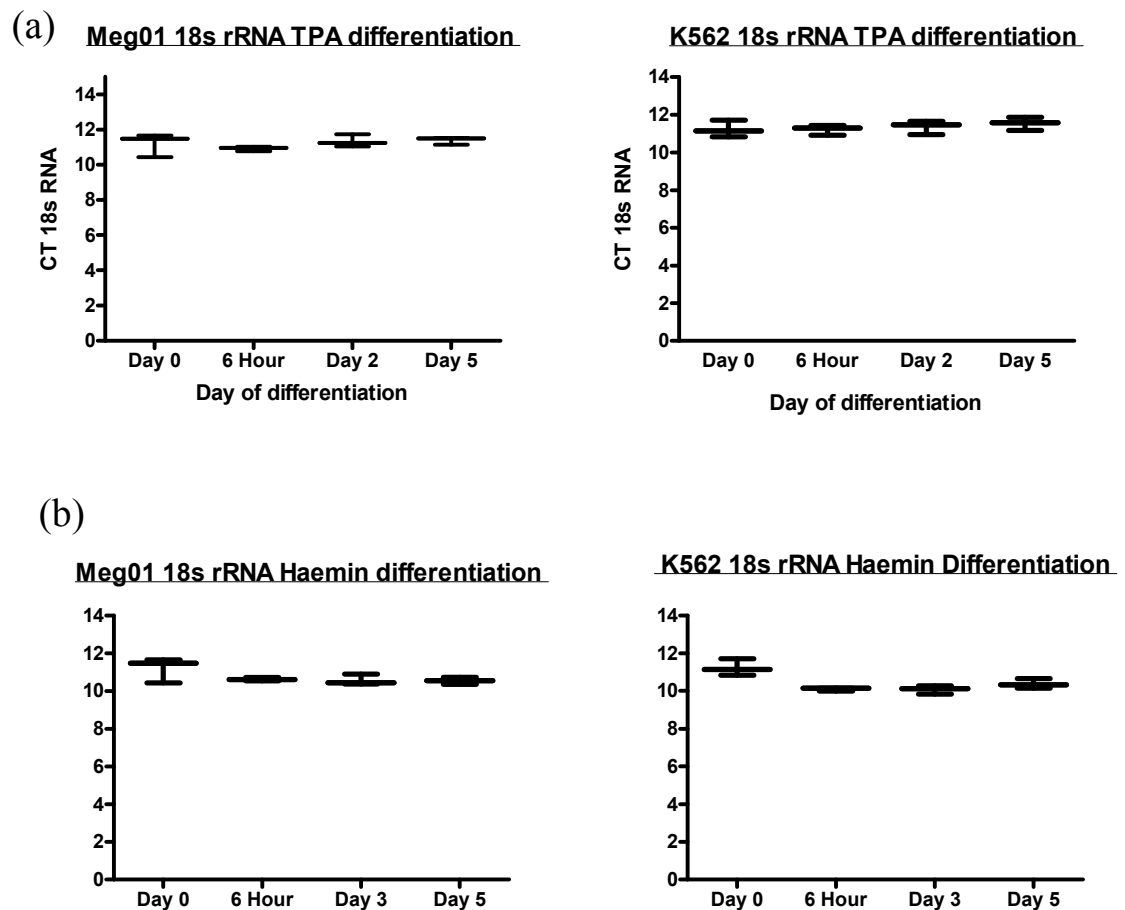 (a)
Meg01 18s rRNA TPA differentiation
14
12
10
8
6
4
2
0
CT 18s RNA
Day 0 6 Hour Day 2 Day 5
Day of differentiation
K562 18s rRNA TPA differentiation
14
12
10
8
6
4
2
0
CT 18s RNA
Day 0 6 Hour Day 2 Day 5
Day of differentiation
(b)
Meg01 18s rRNA Haemin differentiation
14
12
10
8
6
4
2
0
Day 0 6 Hour Day 3 Day 5
K562 18s rRNA Haemin Differentiation
14
12
10
8
6
4
2
0
Day 0 6 Hour Day 3 Day 5